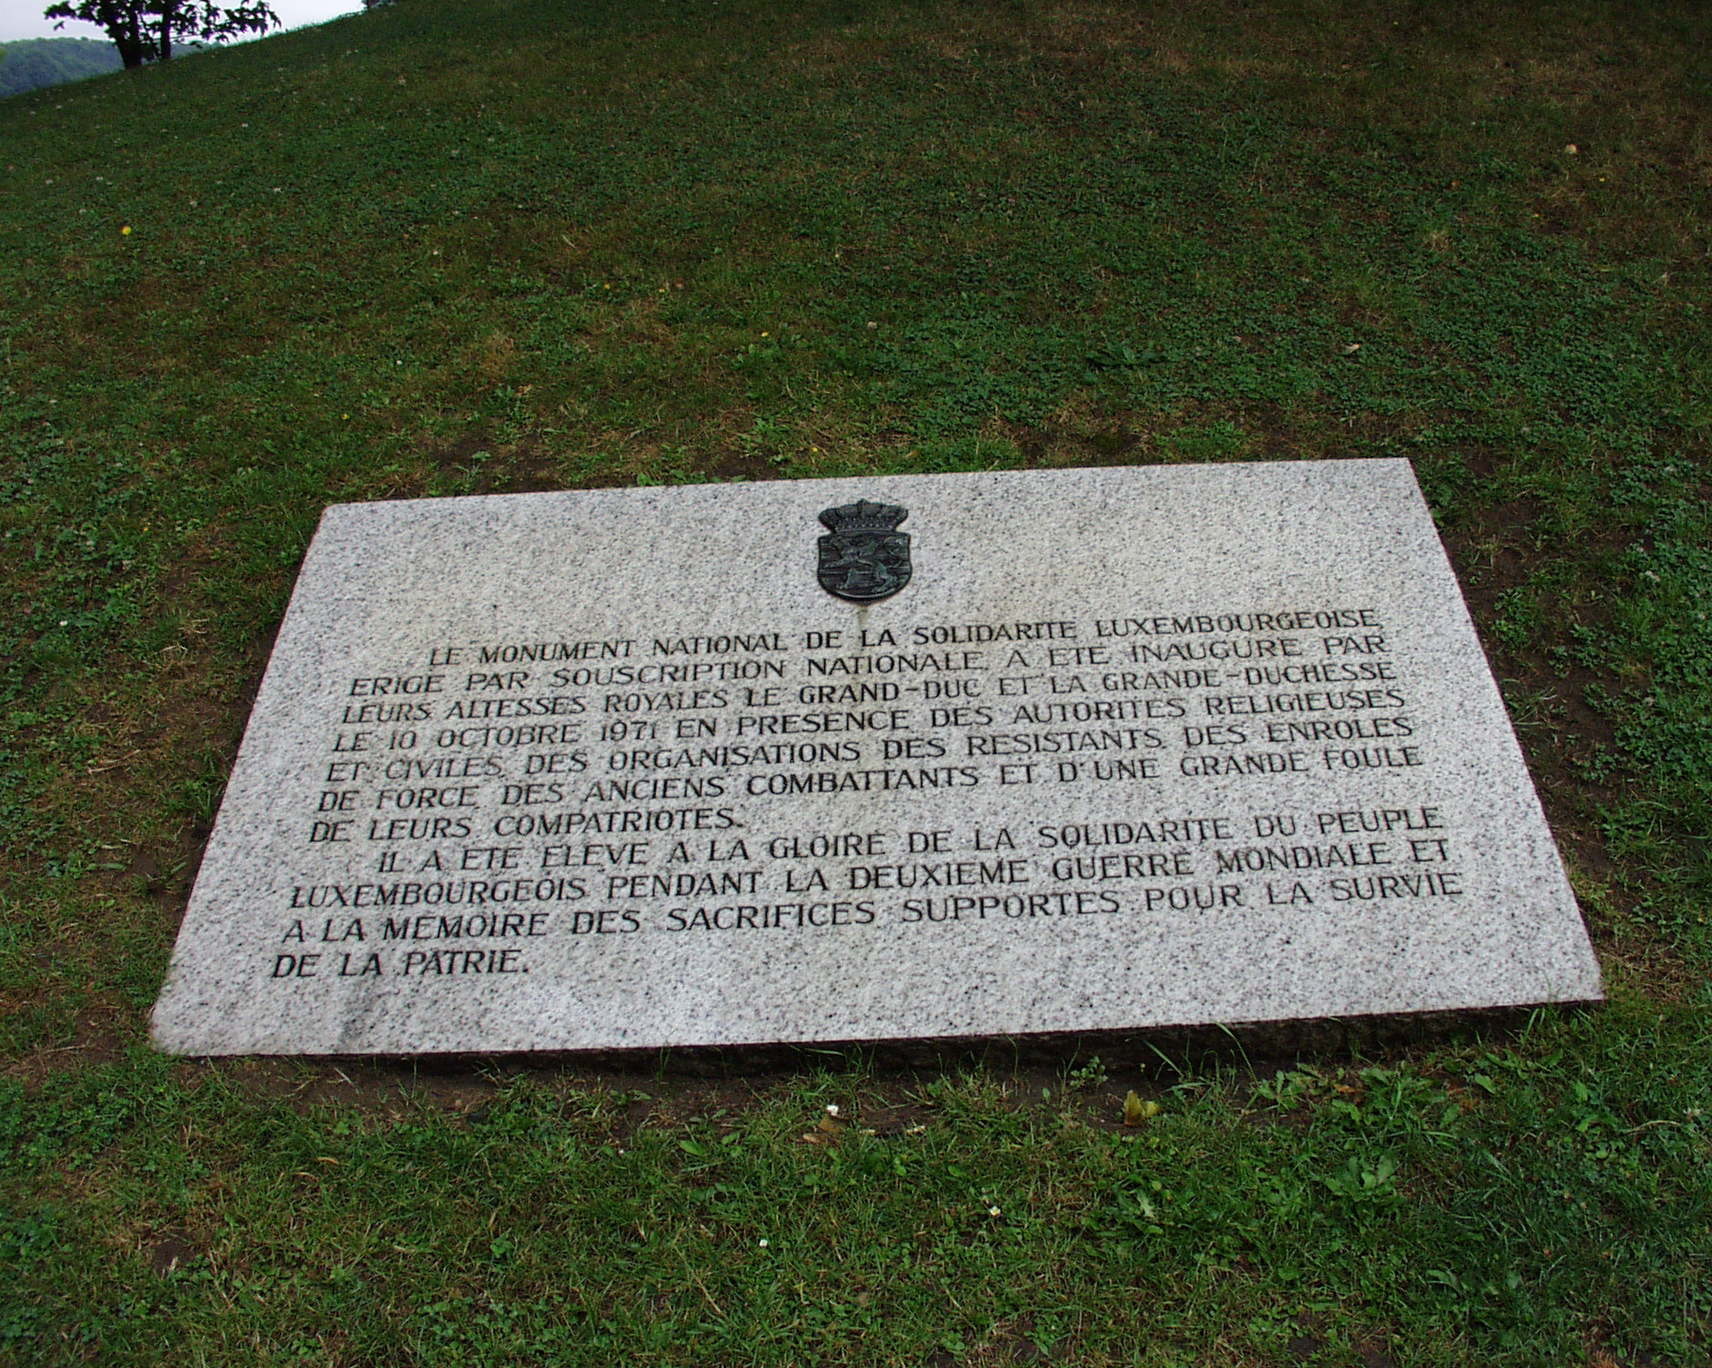 LE MONUMENT NATIONAL DE LA SOLIDARITE LUXEMBOURGEOISE,
ERIGE PAR SOUSCRIPTION NATIONALE, A ETE INAUGURE PAR
LEURS ALTESSES ROYALES LE GRAND-DUC ET LA GRANDE-DUCHESSE
LE 10 OCTOBRE 1971 EN PRESENCE DES AUTORITES RELIGIEUSES
ET CIVILES, DES ORGANISATIONS DES RESISTANTS, DES ENROLES
DE FORCE, DES ANCIENS COMBATTANTS ET D'UNE GRANDE FOULE
DE LEURS COMPATRIOTES.
IL A ETE ELEVE A LA GLOIRE DE LA SOLIDARITE DU PEUPLE
LUXEMBOURGEOIS PENDANT LA DEUXIEME GUERRE MONDIALE ET
A LA MEMOIRE DES SACRIFICES SUPPORTES POUR LA SURVIE
DE LA PATRIE.